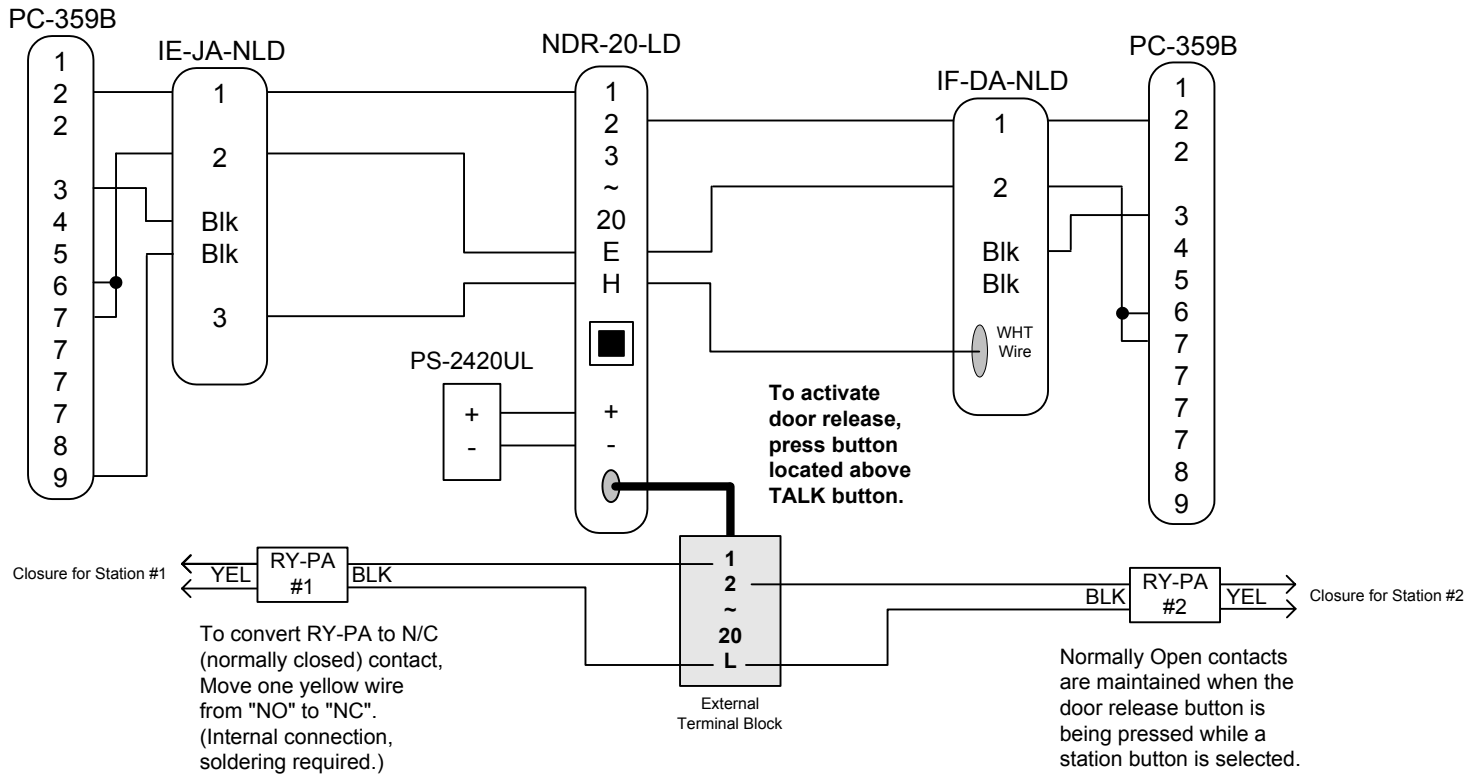 PC-359B
1
2
2
3
4
5
6
7
7
7
7
8
9
IE-JA-NLD
1
2
Blk
Blk
3
NDR-20-LD
1
2
3
~
20
E
H
+
-
PS-2420UL
+
-
IF-DA-NLD
1
2
Blk
Blk
WHT
Wire
PC-359B
1
2
2
3
4
5
6
7
7
7
7
8
9
To activate
door release,
press button
located above
TALK button.
Closure for Station #1
YEL
RY-PA
#1
BLK
1
2
~
20
L
External
Terminal Block
BLK
RY-PA
#2
YEL
Closure for Station #2
To convert RY-PA to N/C
(normally closed) contact,
Move one yellow wire
from "NO" to "NC".
(Internal connection,
soldering required.)
Normally Open contacts
are maintained when the
door release button is
being pressed while a
station button is selected.